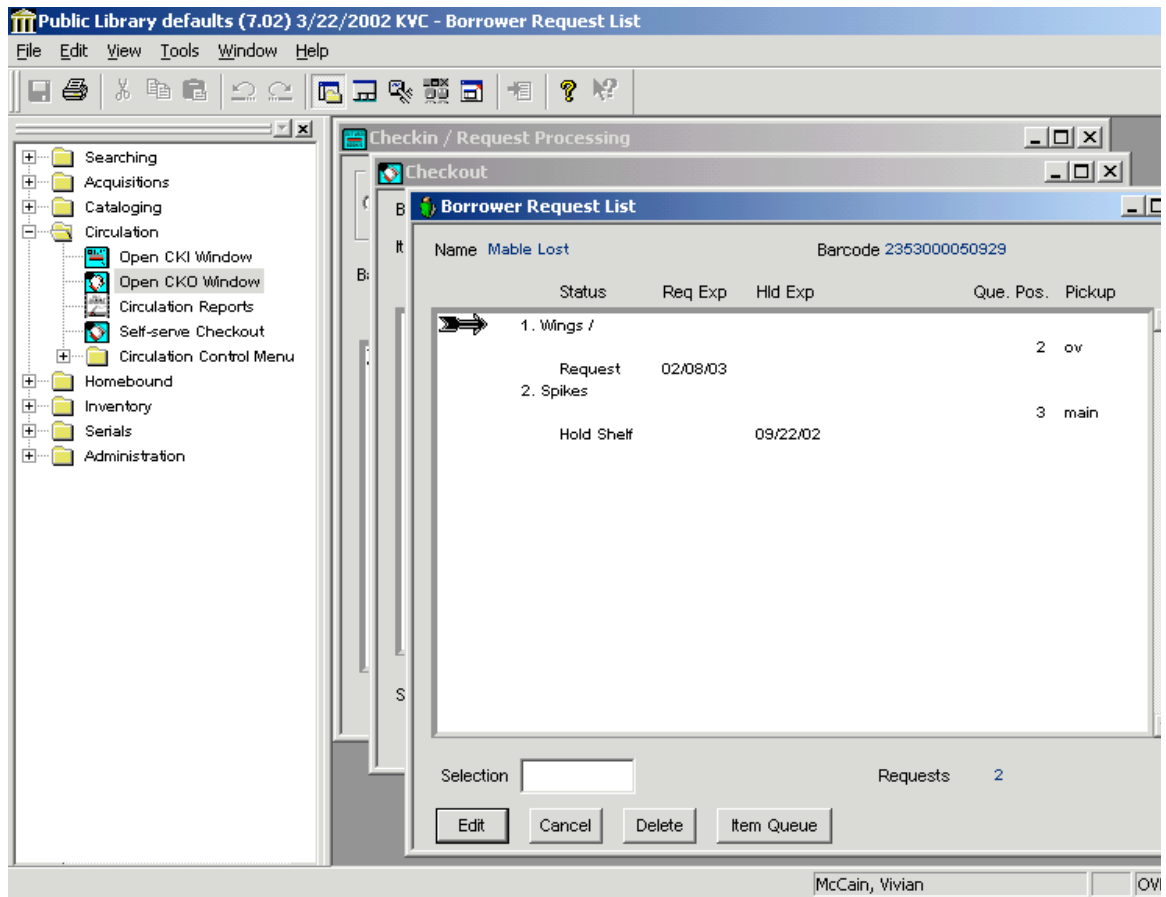 Public Library defaults (7.02) 3/22/2002 KVC - Borrower Request List
File Edit View Tools Window Help
Searching
Acquisitions
Cataloging
Circulation
Open CKI Window
Open CKO Window
Circulation Reports
Self-serve Checkout
Circulation Control Menu
Homebound
Inventory
Serials
Administration
Checkin / Request Processing
Checkout
Borrower Request List
Name Mable Lost Barcode 2353000050929
Status Req Exp Hld Exp Que. Pos. Pickup
1. Wings /
2 ov
Request 02/08/03
2. Spikes
3 main
Hold Shelf 09/22/02
Selection Requests 2
Edit Cancel Delete Item Queue
McCain, Vivian